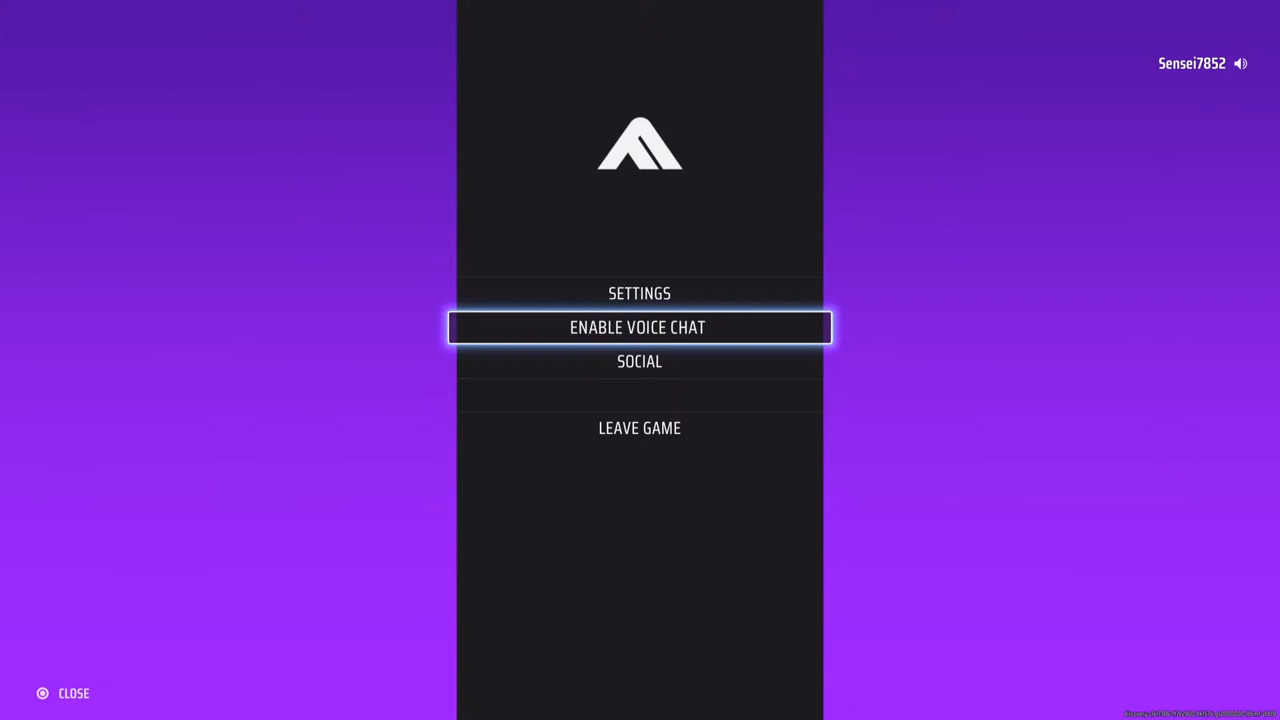 Sensei7852
SETTINGS
ENABLE VOICE CHAT
SOCIAL
LEAVE GAME
CLOSE